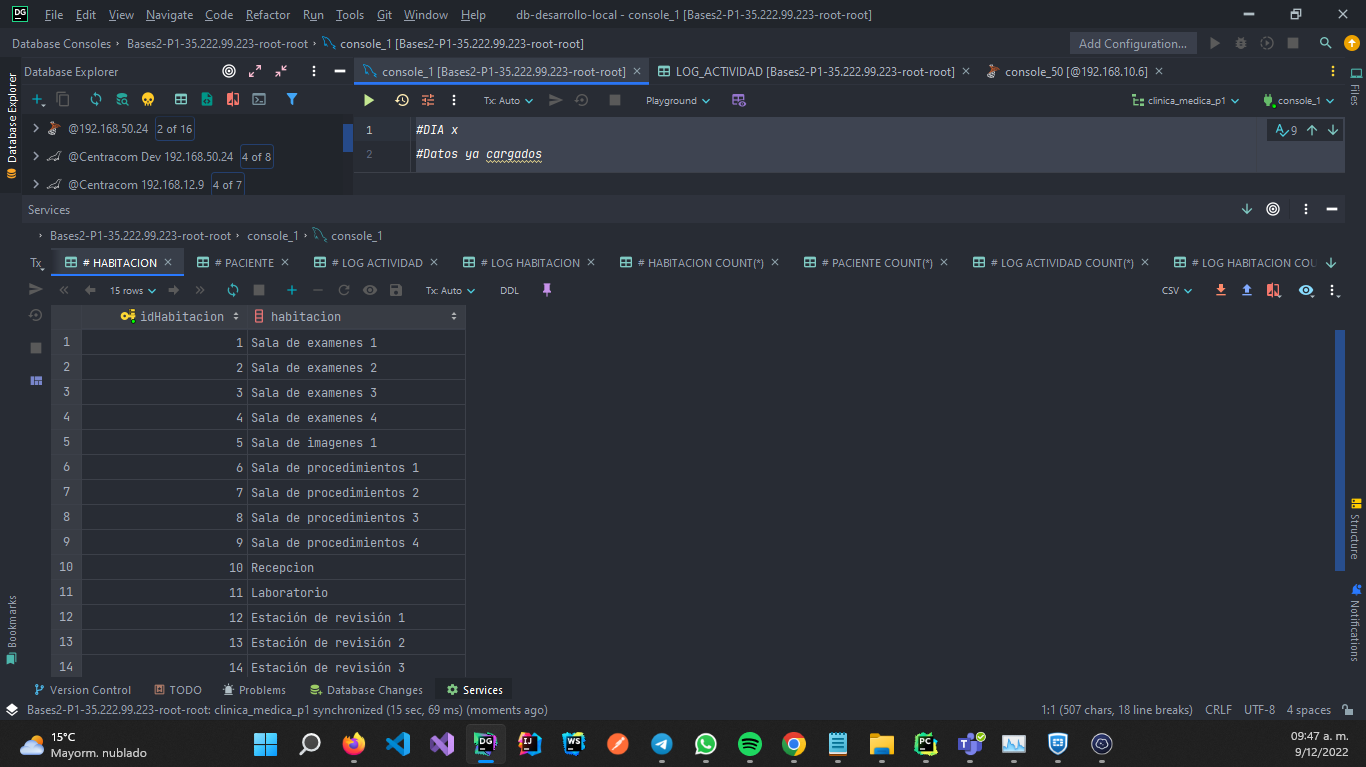 DG File Edit View Navigate Code Refactor Run Tools Git Window Help db-desarrollo-local - console_1 [Bases2-P1-35.222.99.223-root-root]
Database Consoles Bases2-P1-35.222.99.223-root-root console_1 [Bases2-P1-35.222.99.223-root-root] Add Configuration...
Database Explorer console_1 [Bases2-P1-35.222.99.223-root-root] LOG_ACTIVIDAD [Bases2-P1-35.222.99.223-root-root] console_50 [@192.168.10.6]
Database Explorer
Files
Tx: Auto Playground clinica_medica_p1 console_1
@192.168.50.24 2 of 16
@Centracom Dev 192.168.50.24 4 of 8
@Centracom 192.168.12.9 4 of 7
1 #DIA x 9
2 #Datos ya cargados
Services
Bases2-P1-35.222.99.223-root-root console_1 console_1
Tx # HABITACION # PACIENTE # LOG ACTIVIDAD # LOG HABITACION # HABITACION COUNT(*) # PACIENTE COUNT(*) # LOG ACTIVIDAD COUNT(*) # LOG HABITACION COU
15 rows Tx: Auto DDL CSV
idHabitacion habitacion
1 1 Sala de examenes 1
2 2 Sala de examenes 2
3 3 Sala de examenes 3
4 4 Sala de examenes 4
5 5 Sala de imagenes 1
6 6 Sala de procedimientos 1
7 7 Sala de procedimientos 2
8 8 Sala de procedimientos 3
9 9 Sala de procedimientos 4
10 10 Recepcion
11 11 Laboratorio
12 12 Estación de revisión 1
13 13 Estación de revisión 2
14 14 Estación de revisión 3
Structure
Notifications
Bookmarks
Version Control TODO Problems Database Changes Services
Bases2-P1-35.222.99.223-root-root: clinica_medica_p1 synchronized (15 sec, 69 ms) (moments ago) 1:1 (507 chars, 18 line breaks) CRLF UTF-8 4 spaces
15°C
Mayorm. nublado
DG IJ WS PC
09:47 a. m.
9/12/2022